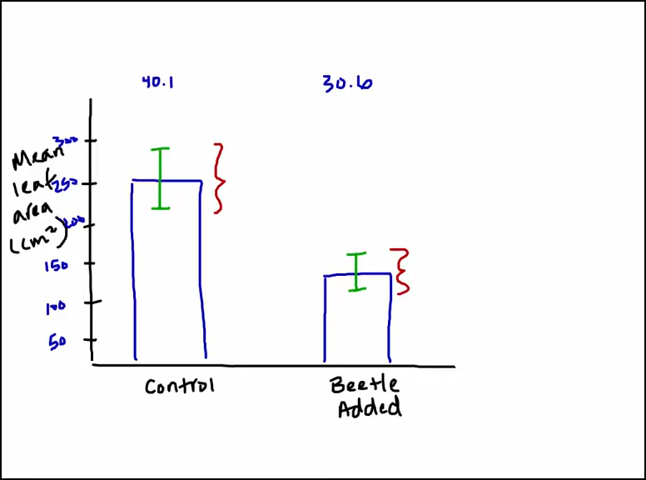 40.1
30.6
Mean
leaf
area
(cm²)
300
250
200
150
100
50
Control
Beetle
Added